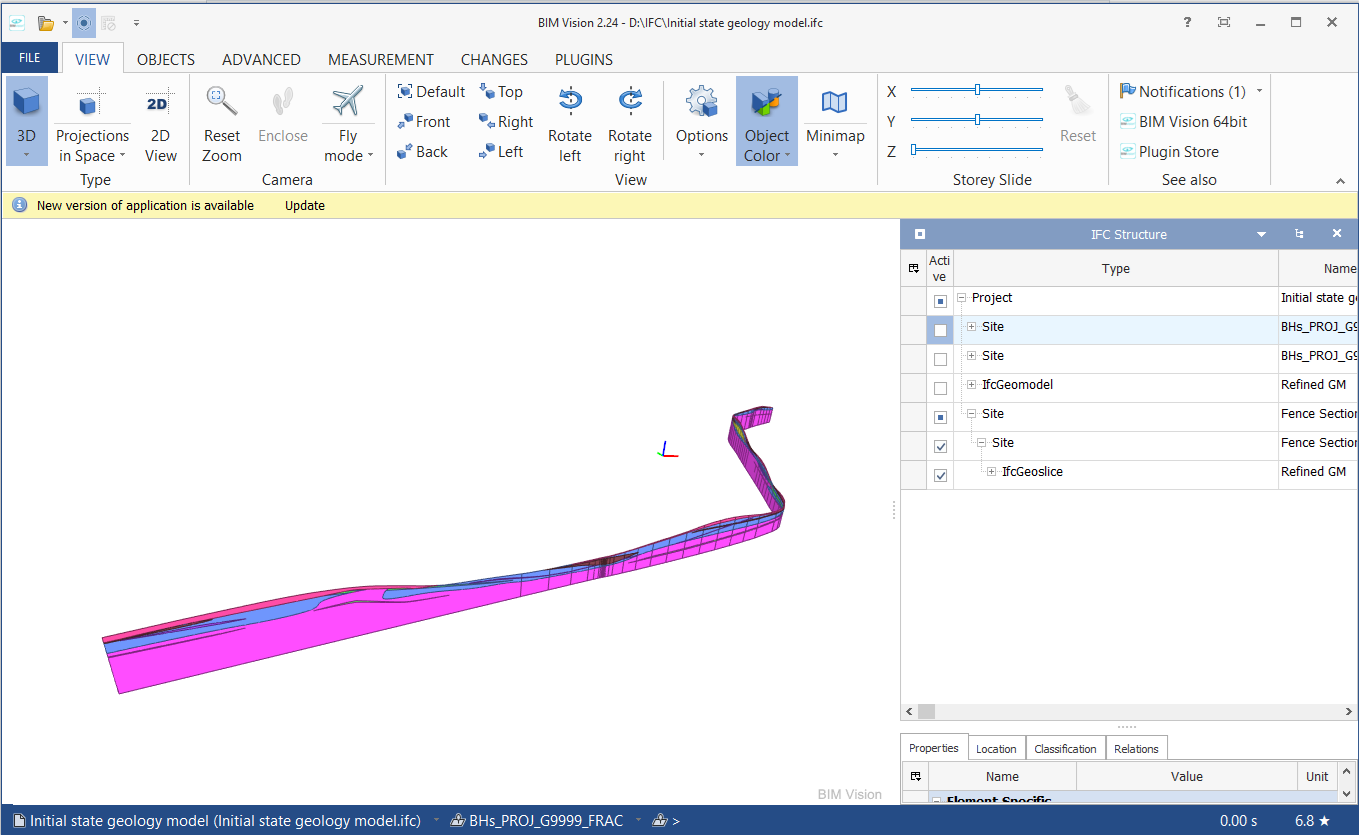 BIM Vision 2.24 - D:\IFC\Initial state geology model.ifc
?
FILE VIEW OBJECTS ADVANCED MEASUREMENT CHANGES PLUGINS
3D
Projections
in Space
2D
2D
View
Type
Reset
Zoom
Enclose
Fly
mode
Camera
Default
Front
Back
Top
Right
Left
Rotate
left
Rotate
right
Options
Object
Color
Minimap
View
X
Y
Z
Reset
Storey Slide
Notifications (1)
BIM Vision 64bit
Plugin Store
See also
New version of application is available Update
IFC Structure
Acti
ve
Type Name
Project Initial state g
Site BHs_PROJ_G9
Site BHs_PROJ_G9
IfcGeomodel Refined GM
Site Fence Section
Site Fence Section
IfcGeoslice Refined GM
Properties Location Classification Relations
Name Value Unit
Element Specific
BIM Vision
Initial state geology model (Initial state geology model.ifc) BHs_PROJ_G9999_FRAC > 0.00 s 6.8 ★